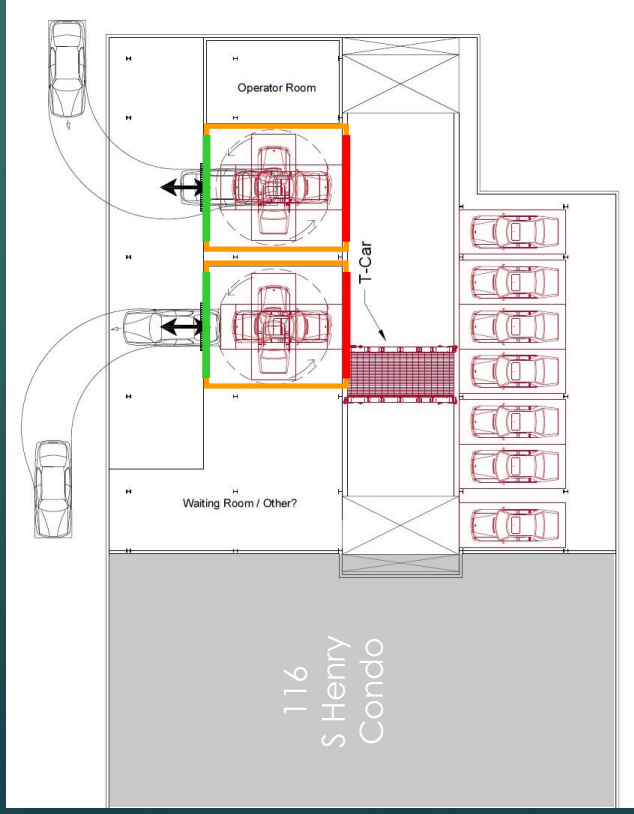 Operator Room
T-Car
Waiting Room / Other?
116
S Henry
Condo